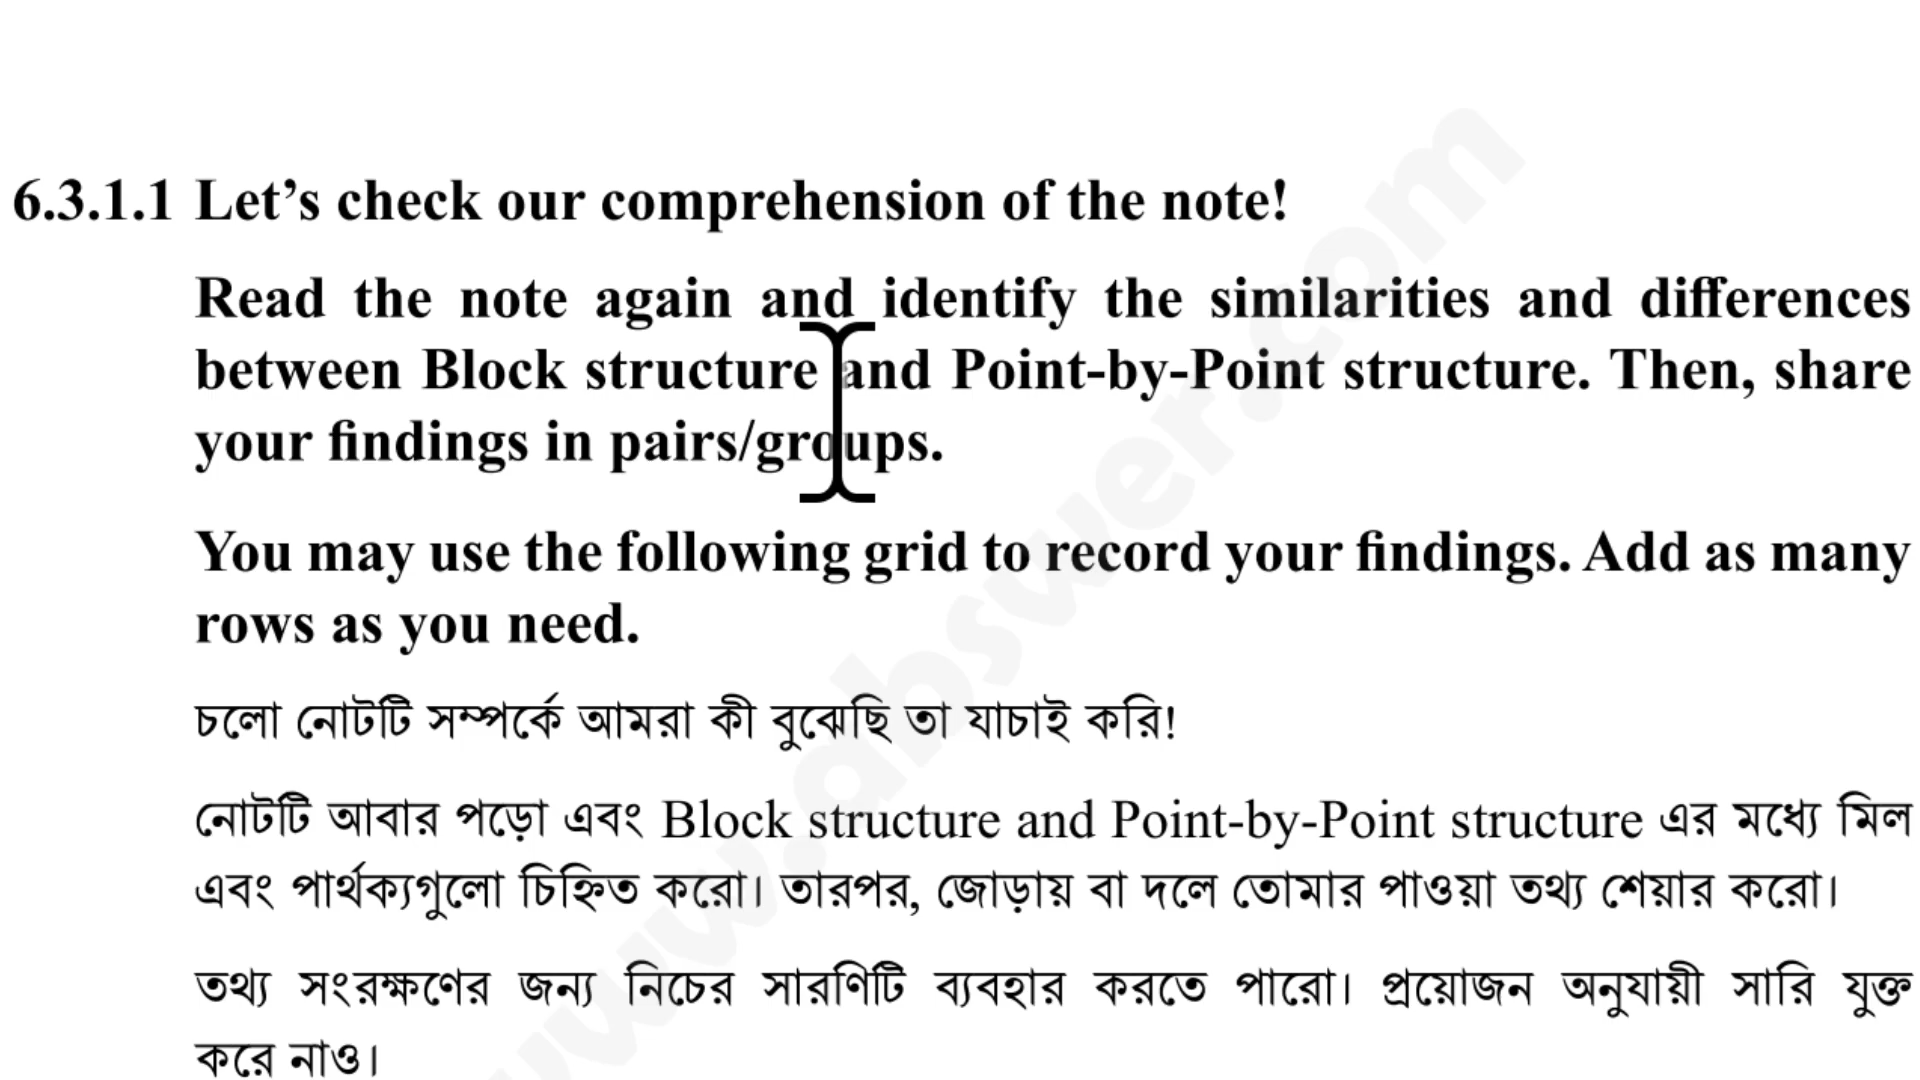 6.3.1.1 Let’s check our comprehension of the note!
Read the note again and identify the similarities and differences
between Block structure and Point-by-Point structure. Then, share
your findings in pairs/groups.
You may use the following grid to record your findings. Add as many
rows as you need.
চলো নোটটি সম্পর্কে আমরা কী বুঝেছি তা যাচাই করি!
নোটটি আবার পড়ো এবং Block structure and Point-by-Point structure এর মধ্যে মিল
এবং পার্থক্যগুলো চিহ্নিত করো। তারপর, জোড়ায় বা দলে তোমার পাওয়া তথ্য শেয়ার করো।
তথ্য সংরক্ষণের জন্য নিচের সারণিটি ব্যবহার করতে পারো। প্রয়োজন অনুযায়ী সারি যুক্ত
করে নাও।
www.abswer.com